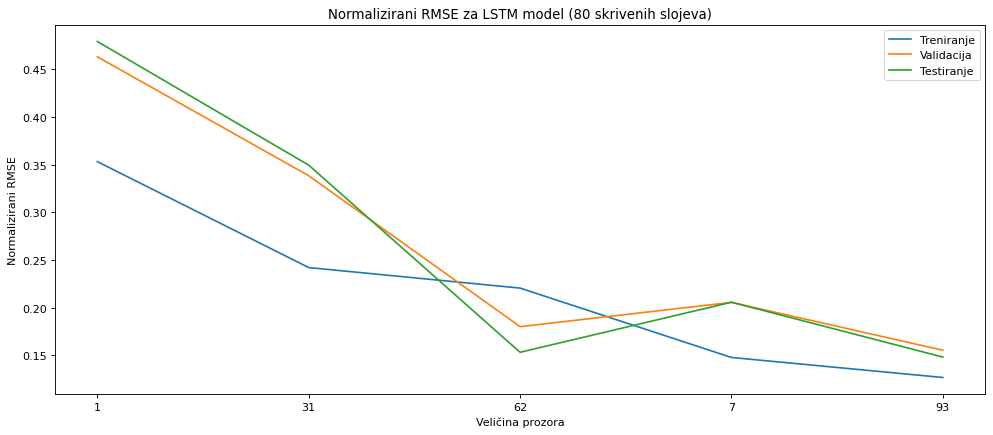 Normalizirani RMSE za LSTM model (80 skrivenih slojeva)
Treniranje
Validacija
Testiranje
Normalizirani RMSE
0.45
0.40
0.35
0.30
0.25
0.20
0.15
1 31 62 7 93
Veličina prozora